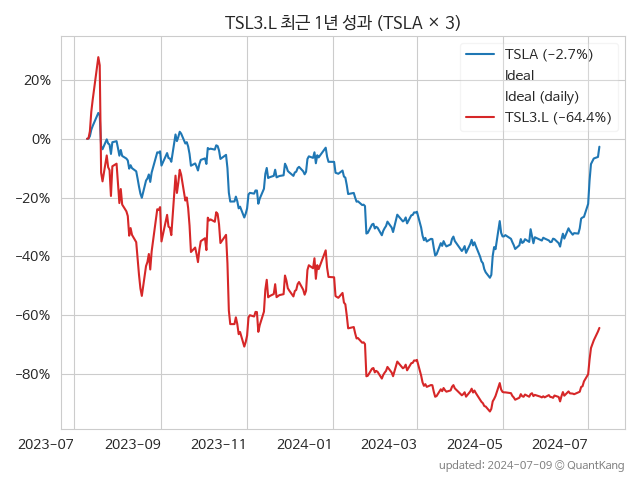 TSL3.L 최근 1년 성과 (TSLA × 3)
TSLA (−2.7%)
Ideal
Ideal (daily)
TSL3.L (−64.4%)
20%
0%
−20%
−40%
−60%
−80%
2023-07 2023-09 2023-11 2024-01 2024-03 2024-05 2024-07
updated: 2024-07-09 © QuantKang